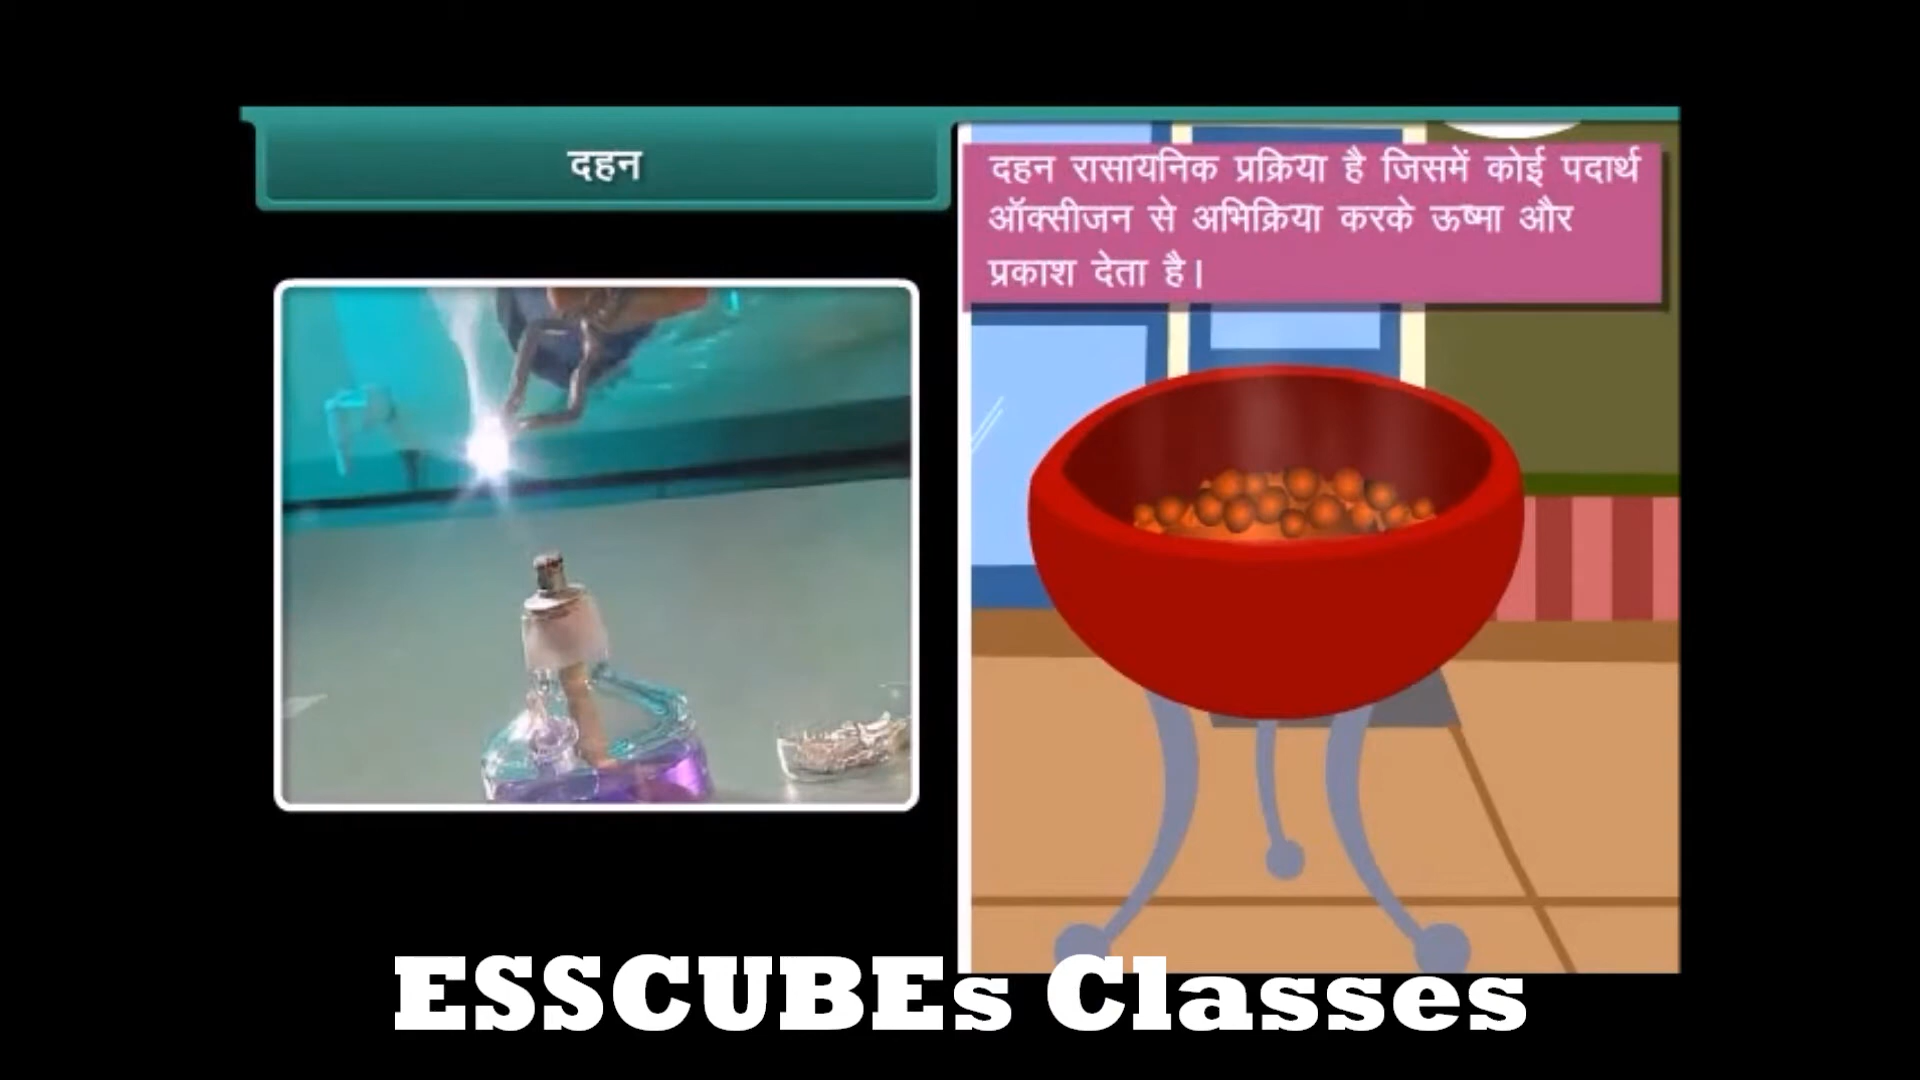 दहन
दहन रासायनिक प्रक्रिया है जिसमें कोई पदार्थ
ऑक्सीजन से अभिक्रिया करके ऊष्मा और
प्रकाश देता है।
ESSCUBEs Classes